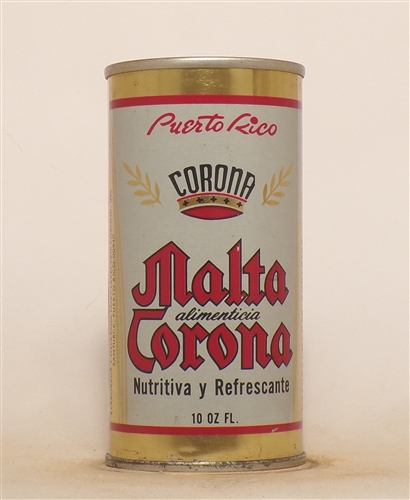 Puerto Rico
CORONA
Malta
alimenticia
Corona
Nutritiva y Refrescante
10 OZ FL.